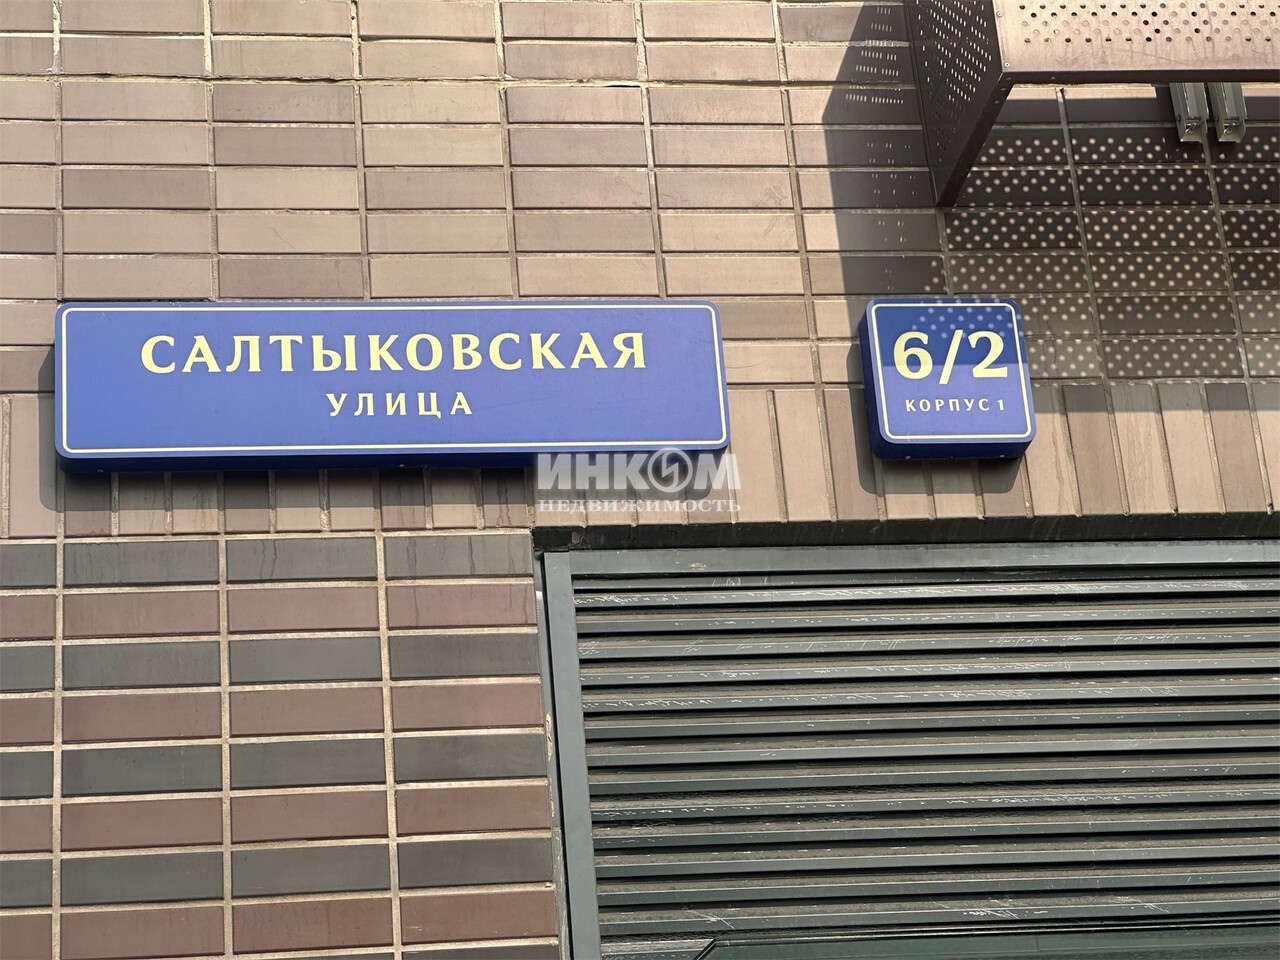 САЛТЫКОВСКАЯ
УЛИЦА
6/2
КОРПУС 1
ИНКОМ
НЕДВИЖИМОСТЬ